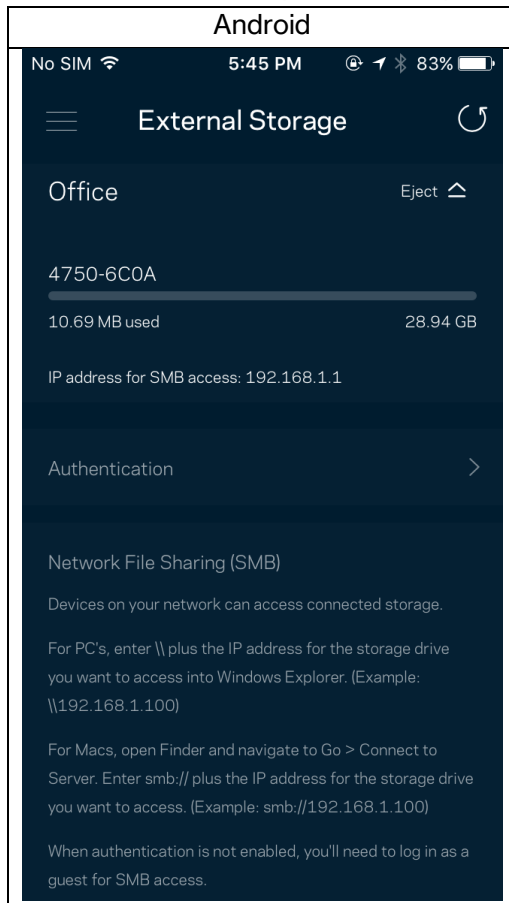 Android
No SIM 5:45 PM 83%
External Storage
Office Eject
4750-6C0A
10.69 MB used 28.94 GB
IP address for SMB access: 192.168.1.1
Authentication
Network File Sharing (SMB)
Devices on your network can access connected storage.
For PC's, enter \\ plus the IP address for the storage drive
you want to access into Windows Explorer. (Example:
\\192.168.1.100)
For Macs, open Finder and navigate to Go > Connect to
Server. Enter smb:// plus the IP address for the storage drive
you want to access. (Example: smb://192.168.1.100)
When authentication is not enabled, you'll need to log in as a
guest for SMB access.